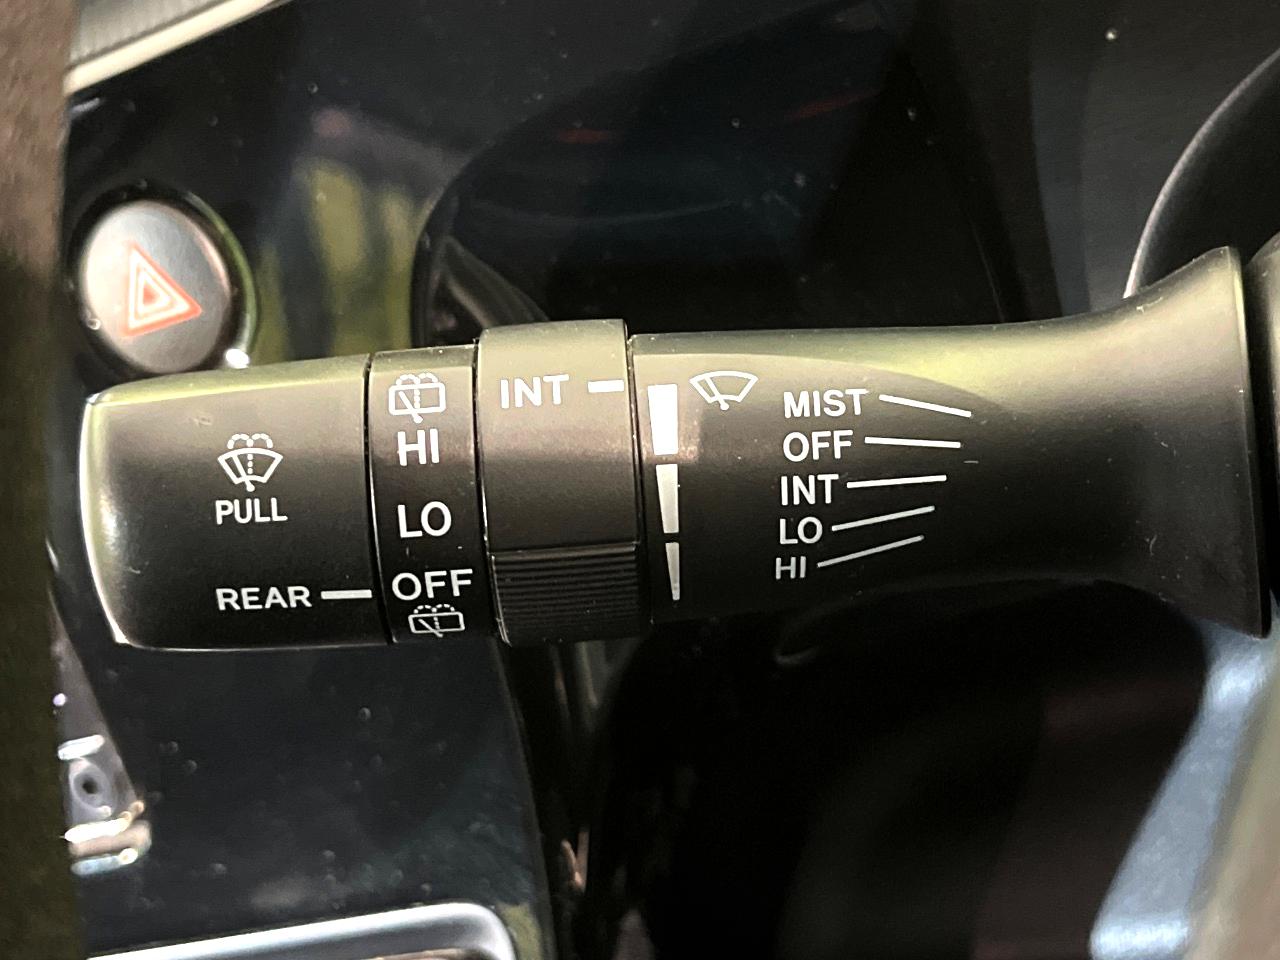 PULL
REAR
HI
LO
OFF
INT
MIST
OFF
INT
LO
HI